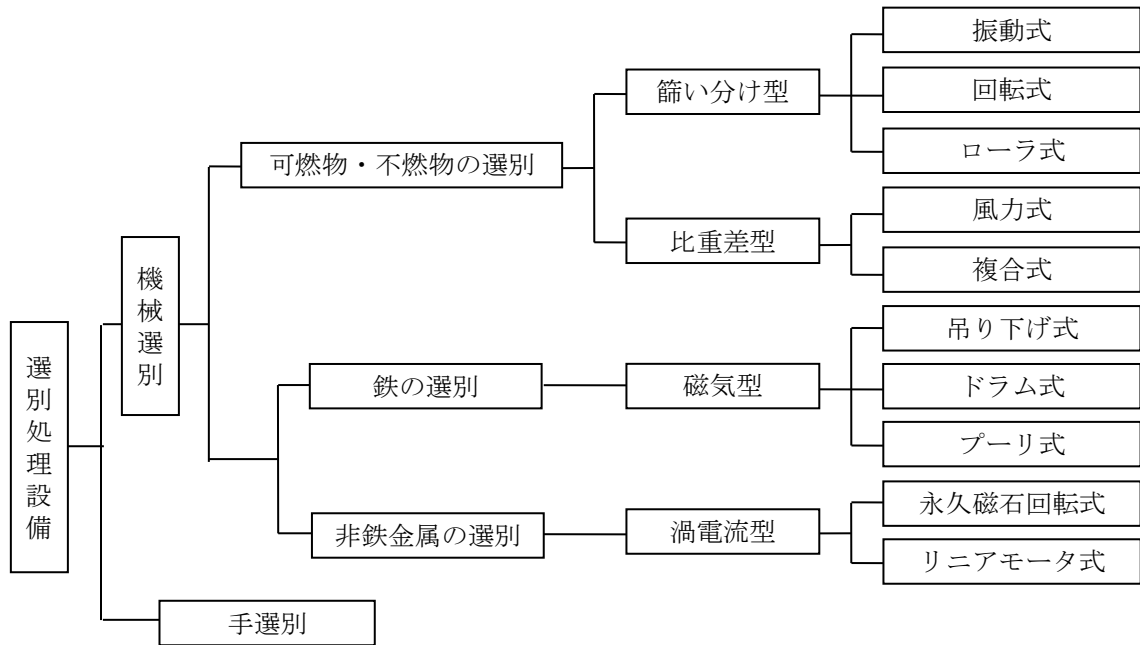 選別処理設備
機械選別
可燃物・不燃物の選別
篩い分け型
振動式
回転式
ローラ式
比重差型
風力式
複合式
鉄の選別
磁気型
吊り下げ式
ドラム式
プーリ式
非鉄金属の選別
渦電流型
永久磁石回転式
リニアモータ式
手選別